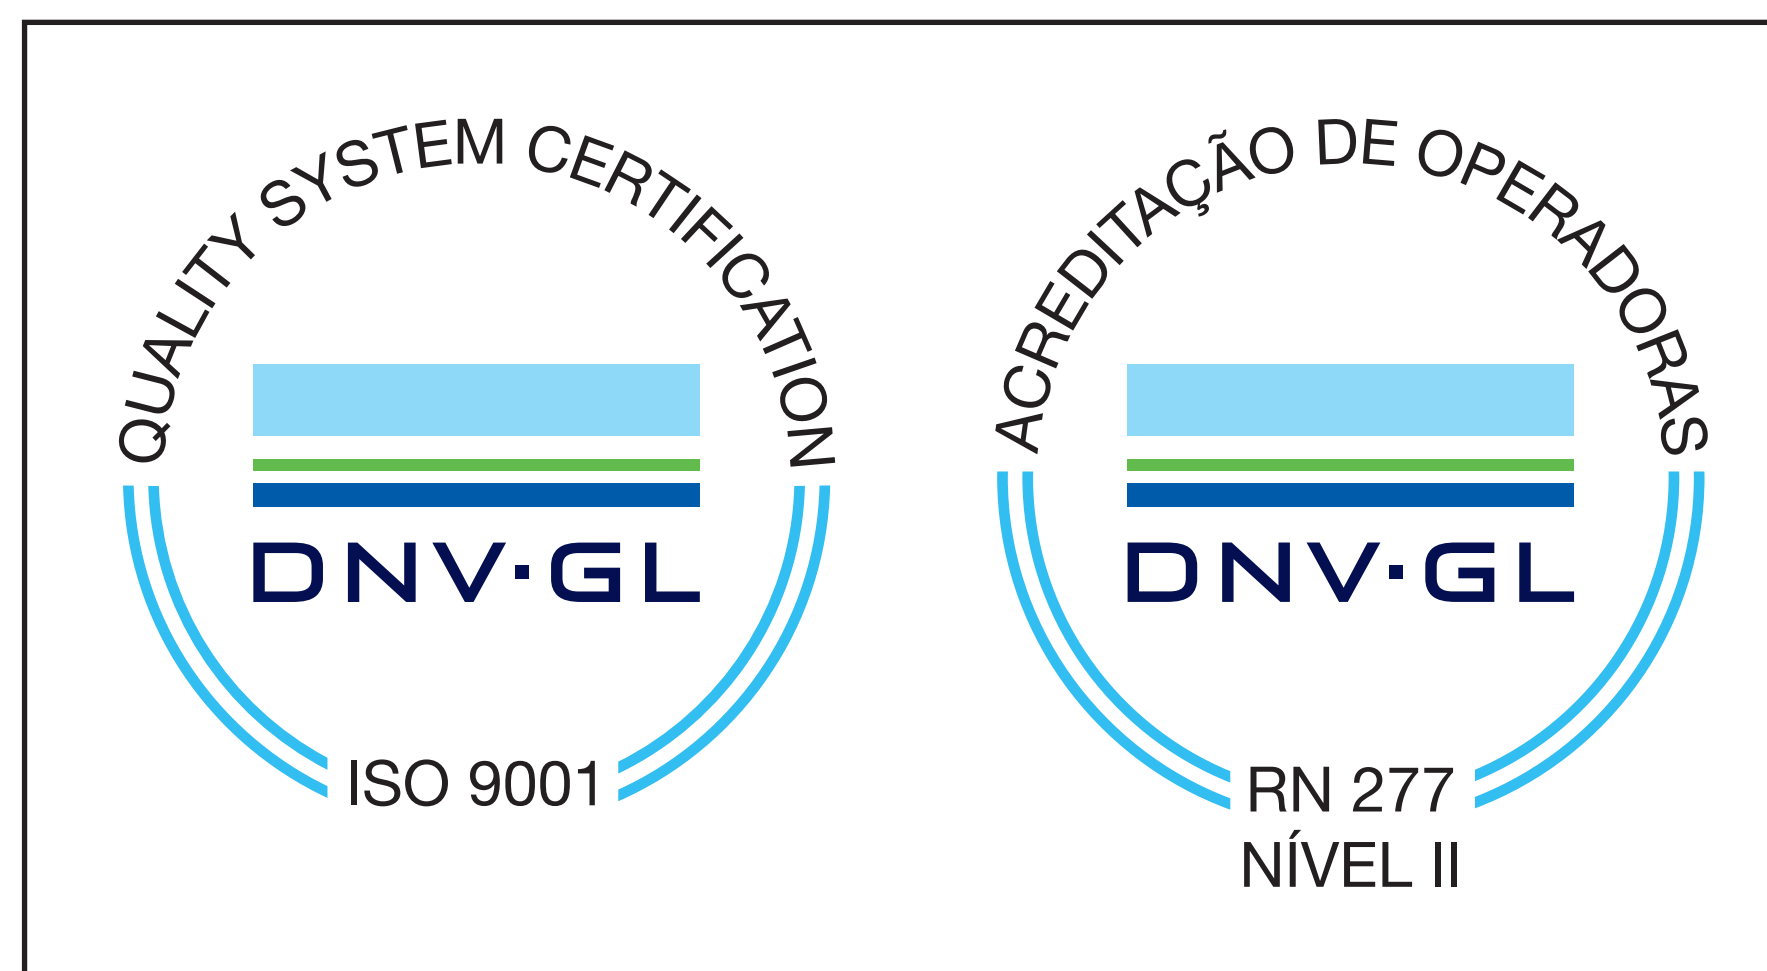 QUALITY SYSTEM CERTIFICATION
DNV·GL
ISO 9001
ACREDITAÇÃO DE OPERADORAS
DNV·GL
RN 277
NÍVEL II